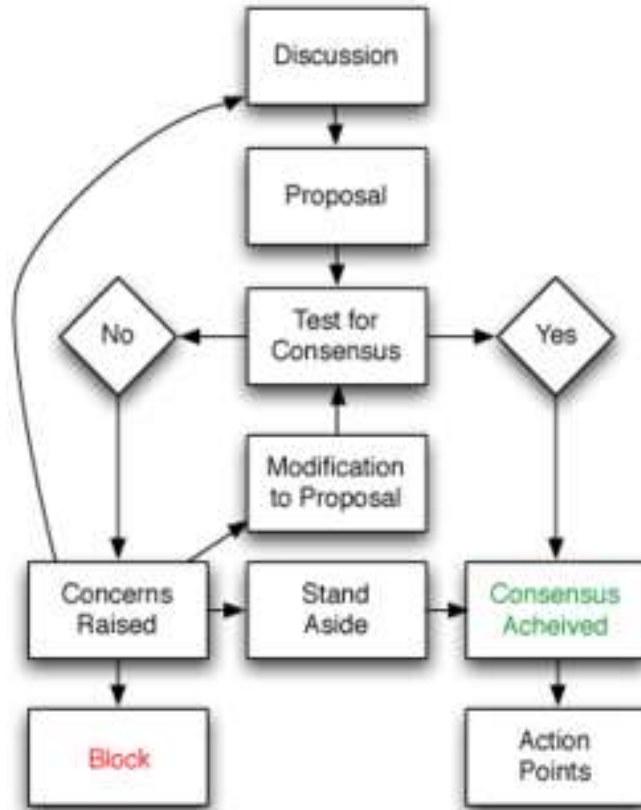 Discussion
Proposal
No
Test for
Consensus
Yes
Modification
to Proposal
Concerns
Raised
Stand
Aside
Consensus
Acheived
Block
Action
Points